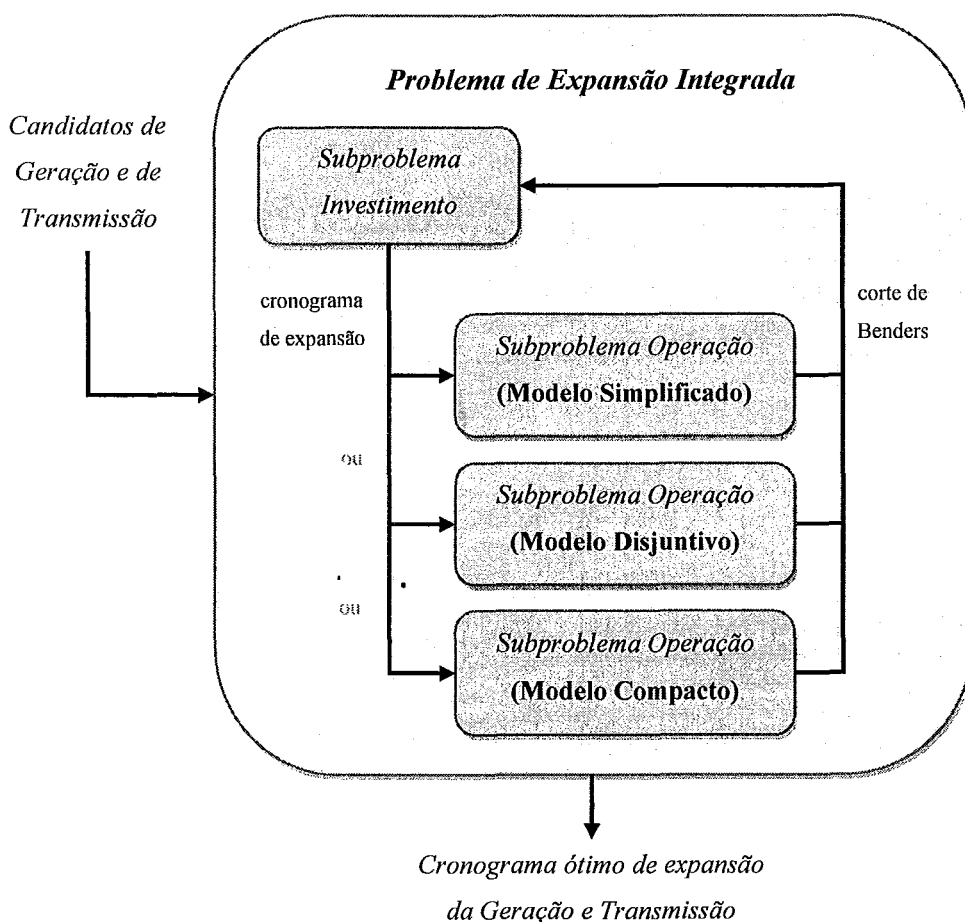 Problema de Expansão Integrada
Candidatos de
Geração e de
Transmissão
Subproblema
Investimento
cronograma
de expansão
corte de
Benders
Subproblema Operação
(Modelo Simplificado)
ou
Subproblema Operação
(Modelo Disjuntivo)
ou
Subproblema Operação
(Modelo Compacto)
Cronograma ótimo de expansão
da Geração e Transmissão